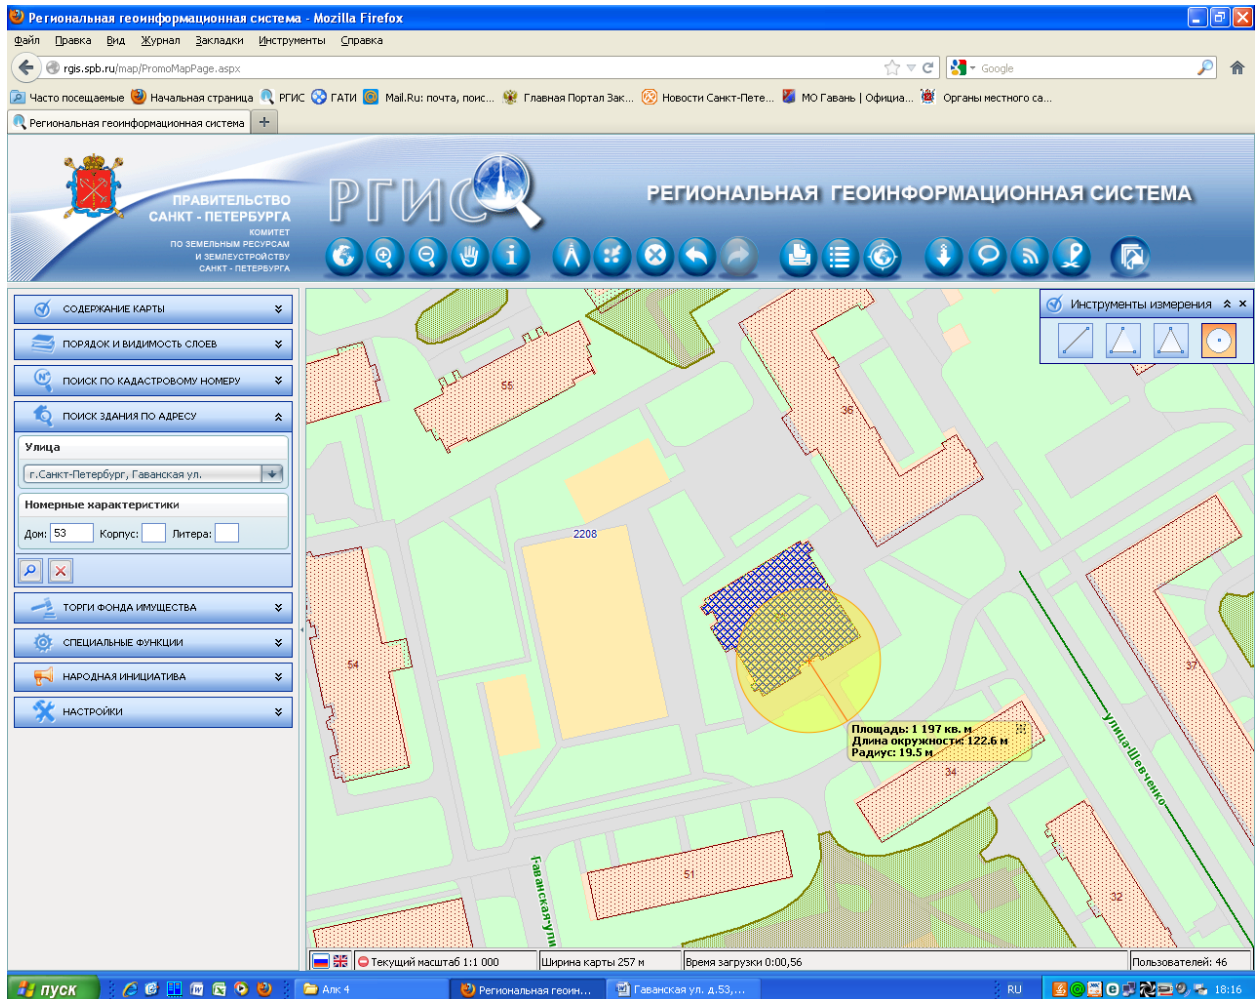 Региональная геоинформационная система - Mozilla Firefox
Файл Правка Вид Журнал Закладки Инструменты Справка
rgis.spb.ru/map/PromoMapPage.aspx
Google
Часто посещаемые Начальная страница РГИС ГАТИ Mail.Ru: почта, поис... Главная Портал Зак... Новости Санкт-Пете... МО Гавань | Официа... Органы местного са...
Региональная геоинформационная система +
ПРАВИТЕЛЬСТВО
САНКТ - ПЕТЕРБУРГА
КОМИТЕТ
ПО ЗЕМЕЛЬНЫМ РЕСУРСАМ
И ЗЕМЛЕУСТРОЙСТВУ
САНКТ - ПЕТЕРБУРГА
РГИС
РЕГИОНАЛЬНАЯ ГЕОИНФОРМАЦИОННАЯ СИСТЕМА
СОДЕРЖАНИЕ КАРТЫ
ПОРЯДОК И ВИДИМОСТЬ СЛОЕВ
ПОИСК ПО КАДАСТРОВОМУ НОМЕРУ
ПОИСК ЗДАНИЯ ПО АДРЕСУ
Улица
г.Санкт-Петербург, Гаванская ул.
Номерные характеристики
Дом: 53 Корпус: Литера:
ТОРГИ ФОНДА ИМУЩЕСТВА
СПЕЦИАЛЬНЫЕ ФУНКЦИИ
НАРОДНАЯ ИНИЦИАТИВА
НАСТРОЙКИ
Инструменты измерения
55
36
2208
54
37
Площадь: 1 197 кв. м
Длина окружности: 122.6 м
Радиус: 19.5 м
34
улица-Шевченко
51
32
Гаванская-ули
Текущий масштаб 1:1 000
Ширина карты 257 м
Время загрузки 0:00,56
Пользователей: 46
пуск
Алк 4
Региональная геоин...
Гаванская ул. д.53,...
RU
18:16